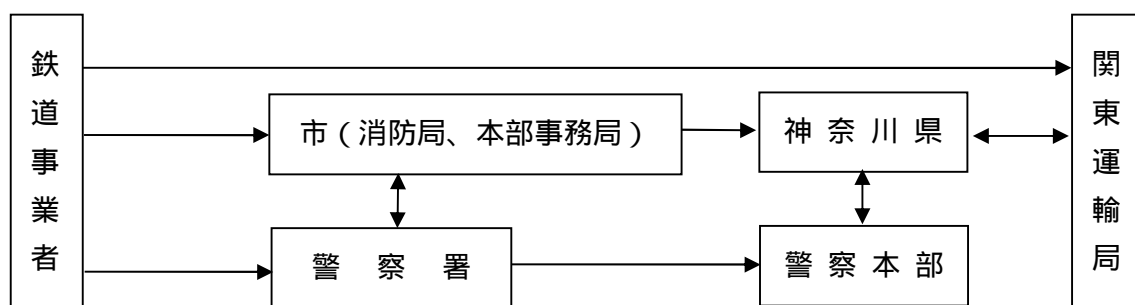 鉄道事業者
市（消防局、本部事務局）
神奈川県
関東運輸局
警察署
警察本部